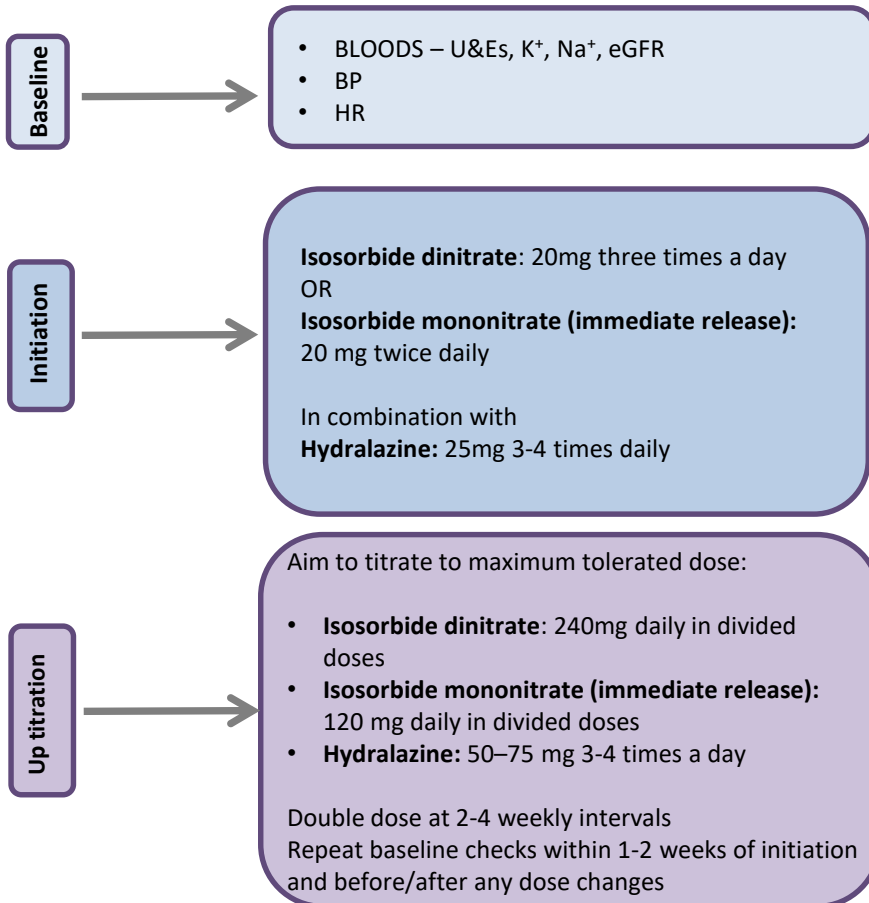 Baseline
• BLOODS – U&Es, K⁺, Na⁺, eGFR
• BP
• HR
Initiation
Isosorbide dinitrate: 20mg three times a day
OR
Isosorbide mononitrate (immediate release):
20 mg twice daily
In combination with
Hydralazine: 25mg 3-4 times daily
Up titration
Aim to titrate to maximum tolerated dose:
• Isosorbide dinitrate: 240mg daily in divided
doses
• Isosorbide mononitrate (immediate release):
120 mg daily in divided doses
• Hydralazine: 50–75 mg 3-4 times a day
Double dose at 2-4 weekly intervals
Repeat baseline checks within 1-2 weeks of initiation
and before/after any dose changes